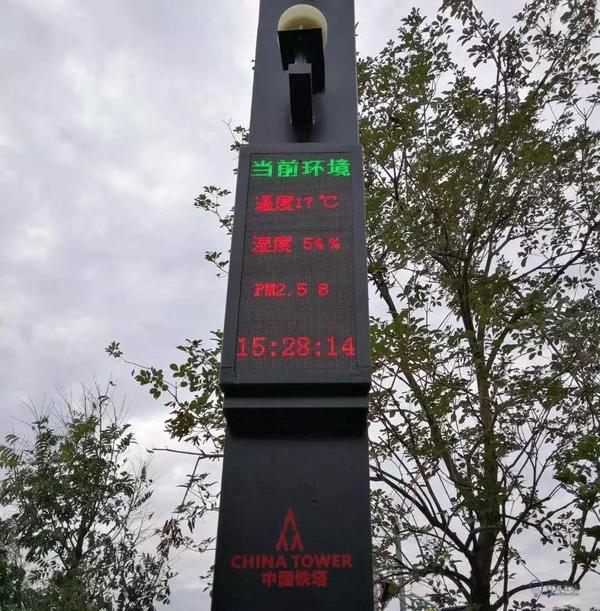 当前环境
温度17℃
湿度 54%
PM2.5 8
15:28:14
CHINA TOWER
中国铁塔